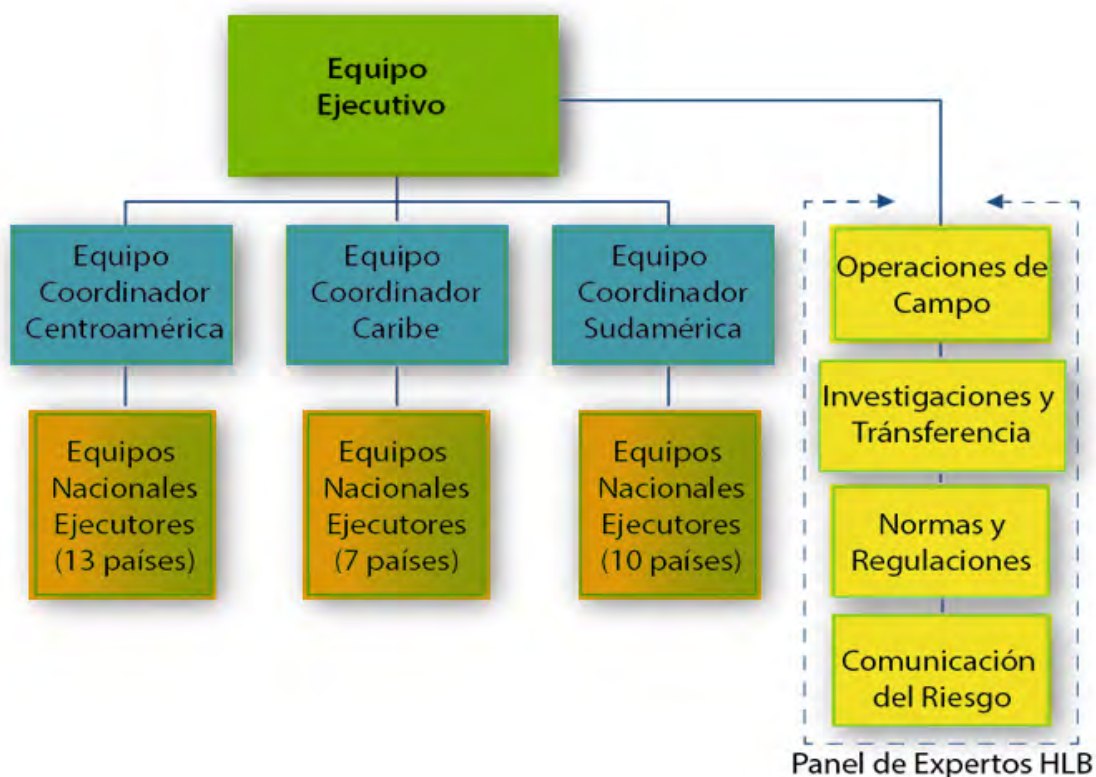 Equipo
Ejecutivo
Equipo
Coordinador
Centroamérica
Equipo
Coordinador
Caribe
Equipo
Coordinador
Sudamérica
Equipos
Nacionales
Ejecutores
(13 países)
Equipos
Nacionales
Ejecutores
(7 países)
Equipos
Nacionales
Ejecutores
(10 países)
Operaciones de
Campo
Investigaciones y
Tránsferencia
Normas y
Regulaciones
Comunicación
del Riesgo
Panel de Expertos HLB